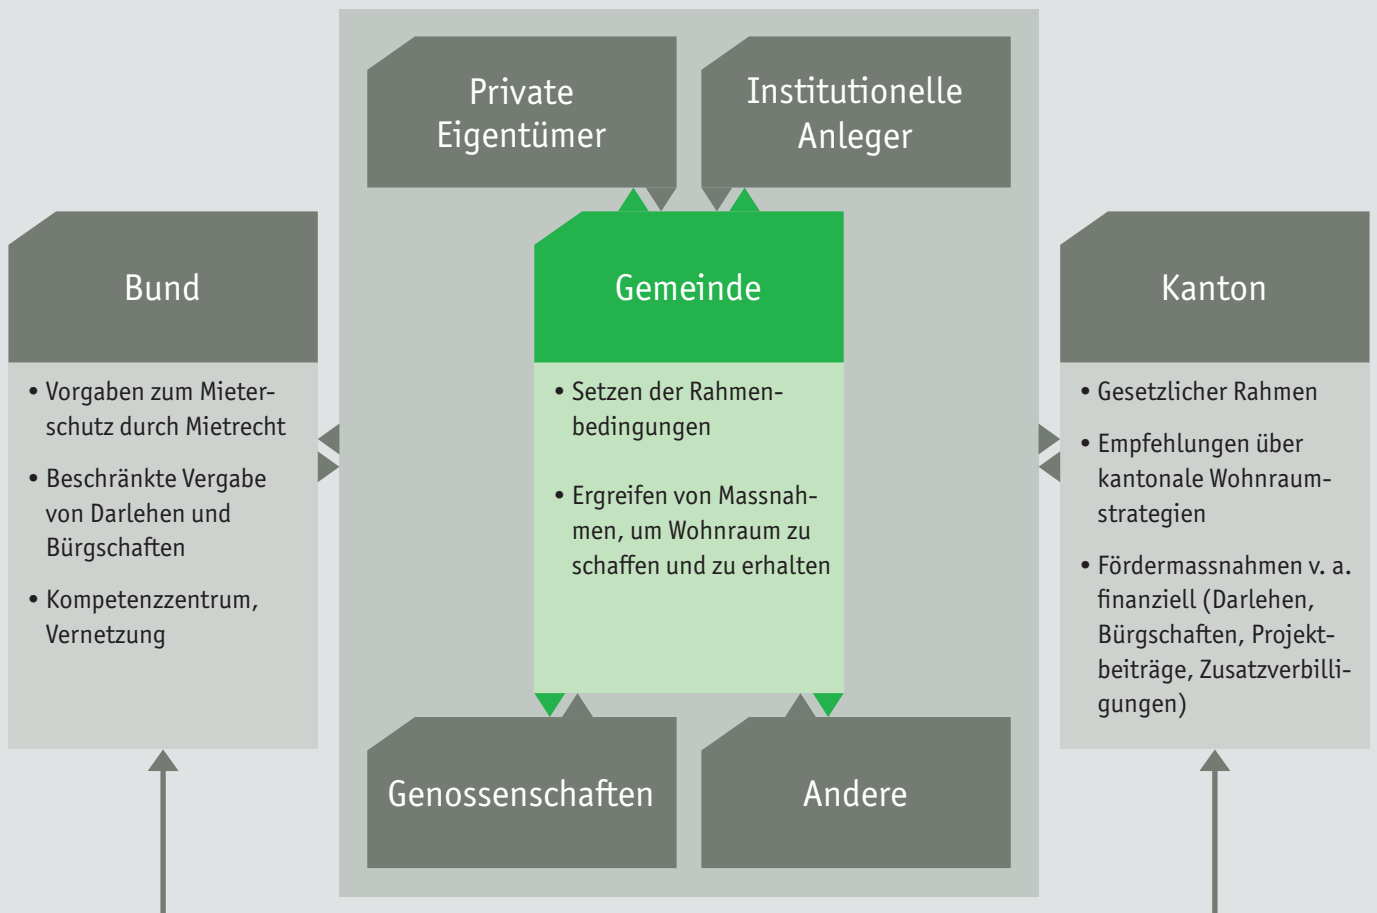 Private
Eigentümer
Institutionelle
Anleger
Bund
• Vorgaben zum Mieter-
schutz durch Mietrecht
• Beschränkte Vergabe
von Darlehen und
Bürgschaften
• Kompetenzzentrum,
Vernetzung
Gemeinde
• Setzen der Rahmen-
bedingungen
• Ergreifen von Massnah-
men, um Wohnraum zu
schaffen und zu erhalten
Kanton
• Gesetzlicher Rahmen
• Empfehlungen über
kantonale Wohnraum-
strategien
• Fördermassnahmen v. a.
finanziell (Darlehen,
Bürgschaften, Projekt-
beiträge, Zusatzverbilli-
gungen)
Genossenschaften
Andere